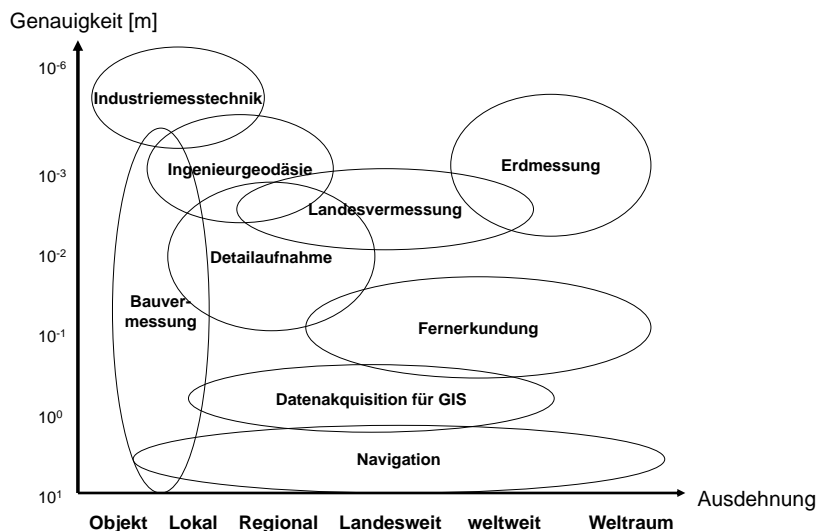 Genauigkeit [m]
10-6
Industriemesstechnik
Ingenieurgeodäsie
Erdmessung
10-3
Landesvermessung
10-2
Detailaufnahme
Bauver-
messung
Fernerkundung
10-1
Datenakquisition für GIS
100
Navigation
101
Ausdehnung
Objekt Lokal Regional Landesweit weltweit Weltraum